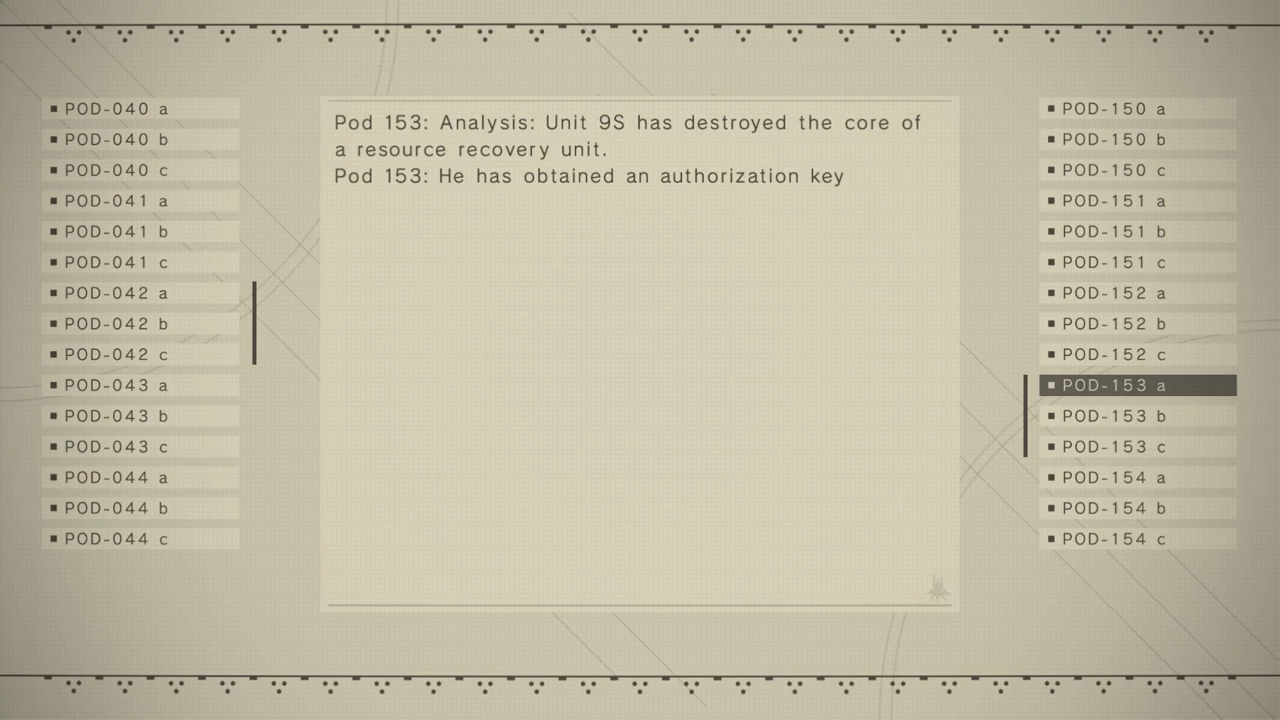 POD-040 a
POD-040 b
POD-040 c
POD-041 a
POD-041 b
POD-041 c
POD-042 a
POD-042 b
POD-042 c
POD-043 a
POD-043 b
POD-043 c
POD-044 a
POD-044 b
POD-044 c
Pod 153: Analysis: Unit 9S has destroyed the core of
a resource recovery unit.
Pod 153: He has obtained an authorization key
POD-150 a
POD-150 b
POD-150 c
POD-151 a
POD-151 b
POD-151 c
POD-152 a
POD-152 b
POD-152 c
POD-153 a
POD-153 b
POD-153 c
POD-154 a
POD-154 b
POD-154 c